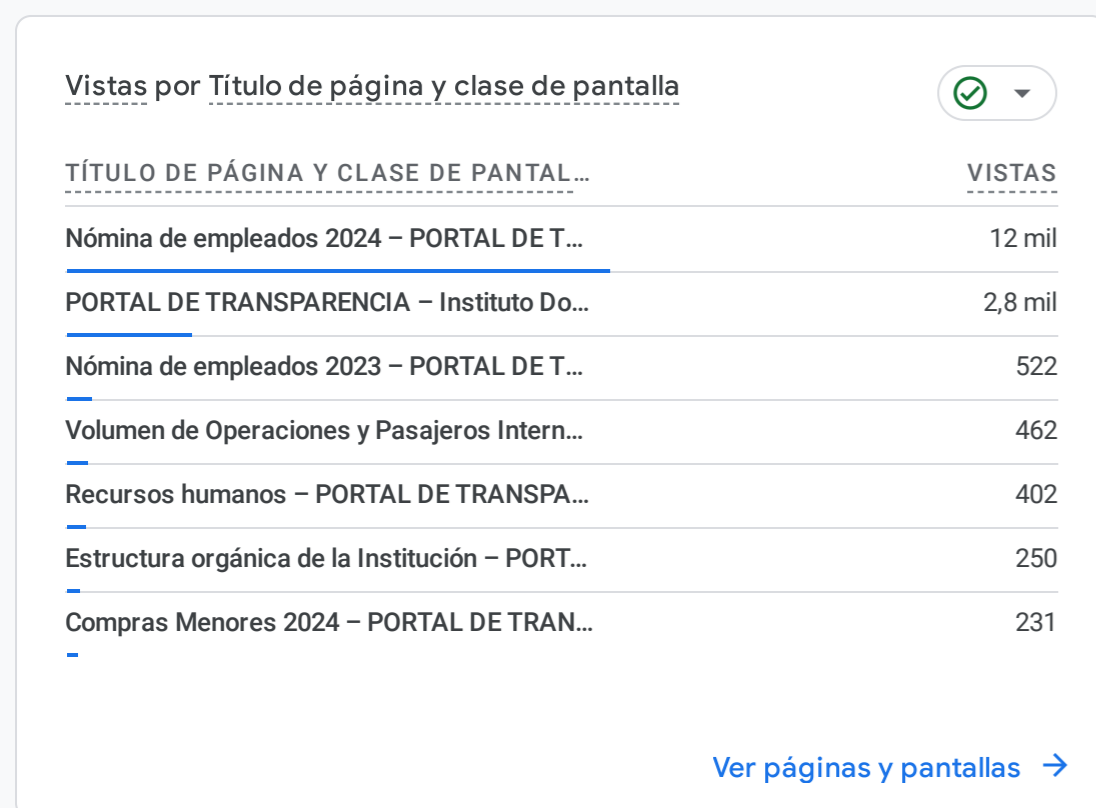 Vistas por Título de página y clase de pantalla
TÍTULO DE PÁGINA Y CLASE DE PANTAL… VISTAS
Nómina de empleados 2024 – PORTAL DE T… 12 mil
PORTAL DE TRANSPARENCIA – Instituto Do… 2,8 mil
Nómina de empleados 2023 – PORTAL DE T… 522
Volumen de Operaciones y Pasajeros Intern… 462
Recursos humanos – PORTAL DE TRANSPA… 402
Estructura orgánica de la Institución – PORT… 250
Compras Menores 2024 – PORTAL DE TRAN… 231
Ver páginas y pantallas